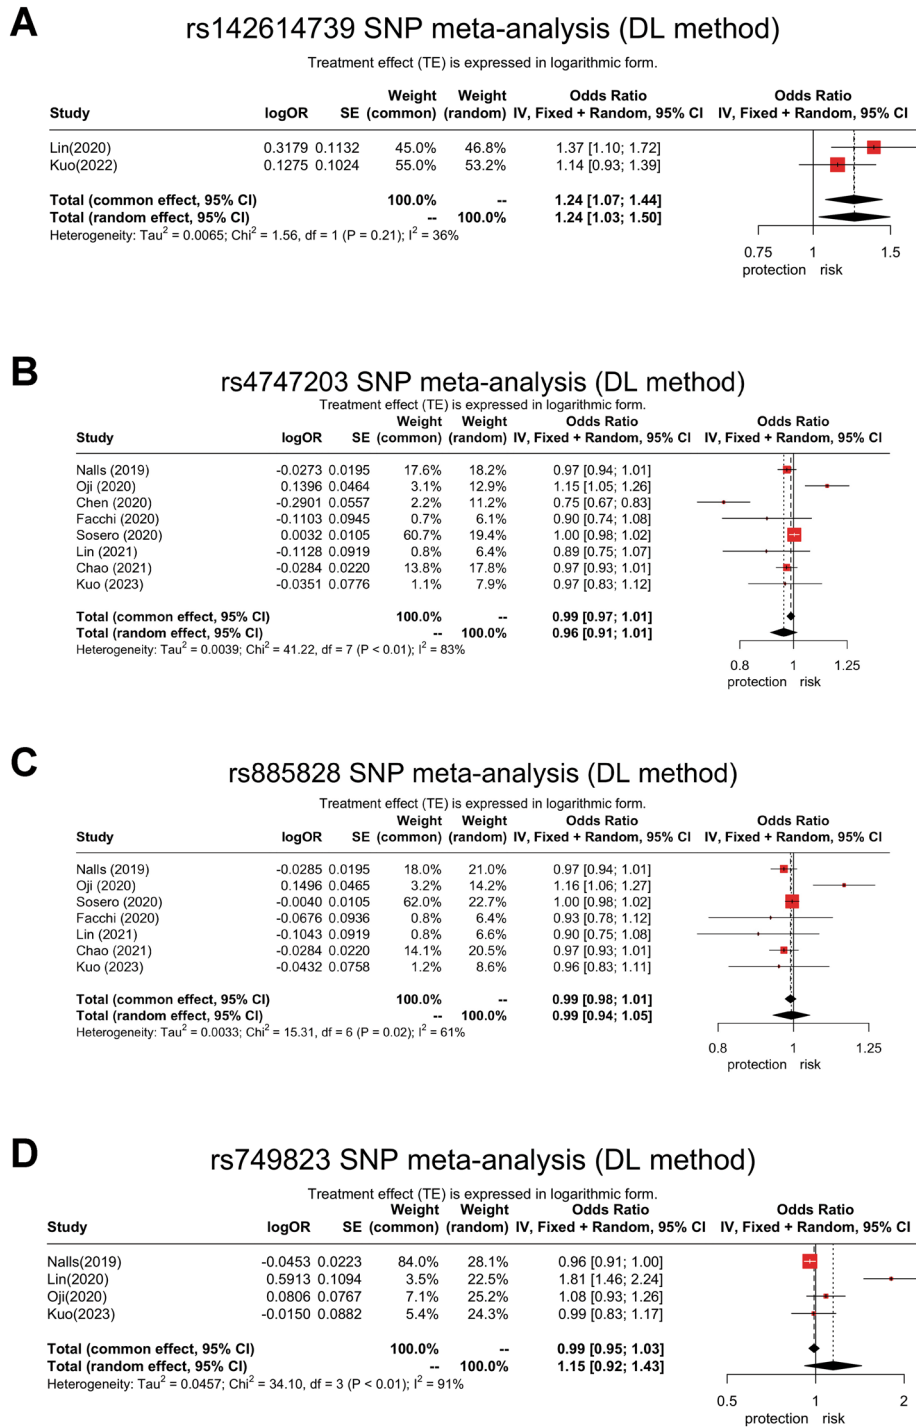 A
rs142614739 SNP meta-analysis (DL method)
Treatment effect (TE) is expressed in logarithmic form.
Weight Weight Odds Ratio Odds Ratio
Study logOR SE (common) (random) IV, Fixed + Random, 95% CI IV, Fixed + Random, 95% CI
Lin(2020) 0.3179 0.1132 45.0% 46.8% 1.37 [1.10; 1.72]
Kuo(2022) 0.1275 0.1024 55.0% 53.2% 1.14 [0.93; 1.39]
Total (common effect, 95% CI) 100.0% -- 1.24 [1.07; 1.44]
Total (random effect, 95% CI) -- 100.0% 1.24 [1.03; 1.50]
Heterogeneity: Tau² = 0.0065; Chi² = 1.56, df = 1 (P = 0.21); I² = 36%
0.75 1 1.5
protection risk
B
rs4747203 SNP meta-analysis (DL method)
Treatment effect (TE) is expressed in logarithmic form.
Weight Weight Odds Ratio Odds Ratio
Study logOR SE (common) (random) IV, Fixed + Random, 95% CI IV, Fixed + Random, 95% CI
Nalls (2019) -0.0273 0.0195 17.6% 18.2% 0.97 [0.94; 1.01]
Oji (2020) 0.1396 0.0464 3.1% 12.9% 1.15 [1.05; 1.26]
Chen (2020) -0.2901 0.0557 2.2% 11.2% 0.75 [0.67; 0.83]
Facchi (2020) -0.1103 0.0945 0.7% 6.1% 0.90 [0.74; 1.08]
Sosero (2020) 0.0032 0.0105 60.7% 19.4% 1.00 [0.98; 1.02]
Lin (2021) -0.1128 0.0919 0.8% 6.4% 0.89 [0.75; 1.07]
Chao (2021) -0.0284 0.0220 13.8% 17.8% 0.97 [0.93; 1.01]
Kuo (2023) -0.0351 0.0776 1.1% 7.9% 0.97 [0.83; 1.12]
Total (common effect, 95% CI) 100.0% -- 0.99 [0.97; 1.01]
Total (random effect, 95% CI) -- 100.0% 0.96 [0.91; 1.01]
Heterogeneity: Tau² = 0.0039; Chi² = 41.22, df = 7 (P < 0.01); I² = 83%
0.8 1 1.25
protection risk
C
rs885828 SNP meta-analysis (DL method)
Treatment effect (TE) is expressed in logarithmic form.
Weight Weight Odds Ratio Odds Ratio
Study logOR SE (common) (random) IV, Fixed + Random, 95% CI IV, Fixed + Random, 95% CI
Nalls (2019) -0.0285 0.0195 18.0% 21.0% 0.97 [0.94; 1.01]
Oji (2020) 0.1496 0.0465 3.2% 14.2% 1.16 [1.06; 1.27]
Sosero (2020) -0.0040 0.0105 62.0% 22.7% 1.00 [0.98; 1.02]
Facchi (2020) -0.0676 0.0936 0.8% 6.4% 0.93 [0.78; 1.12]
Lin (2021) -0.1043 0.0919 0.8% 6.6% 0.90 [0.75; 1.08]
Chao (2021) -0.0284 0.0220 14.1% 20.5% 0.97 [0.93; 1.01]
Kuo (2023) -0.0432 0.0758 1.2% 8.6% 0.96 [0.83; 1.11]
Total (common effect, 95% CI) 100.0% -- 0.99 [0.98; 1.01]
Total (random effect, 95% CI) -- 100.0% 0.99 [0.94; 1.05]
Heterogeneity: Tau² = 0.0033; Chi² = 15.31, df = 6 (P = 0.02); I² = 61%
0.8 1 1.25
protection risk
D
rs749823 SNP meta-analysis (DL method)
Treatment effect (TE) is expressed in logarithmic form.
Weight Weight Odds Ratio Odds Ratio
Study logOR SE (common) (random) IV, Fixed + Random, 95% CI IV, Fixed + Random, 95% CI
Nalls(2019) -0.0453 0.0223 84.0% 28.1% 0.96 [0.91; 1.00]
Lin(2020) 0.5913 0.1094 3.5% 22.5% 1.81 [1.46; 2.24]
Oji(2020) 0.0806 0.0767 7.1% 25.2% 1.08 [0.93; 1.26]
Kuo(2023) -0.0150 0.0882 5.4% 24.3% 0.99 [0.83; 1.17]
Total (common effect, 95% CI) 100.0% -- 0.99 [0.95; 1.03]
Total (random effect, 95% CI) -- 100.0% 1.15 [0.92; 1.43]
Heterogeneity: Tau² = 0.0457; Chi² = 34.10, df = 3 (P < 0.01); I² = 91%
0.5 1 2
protection risk